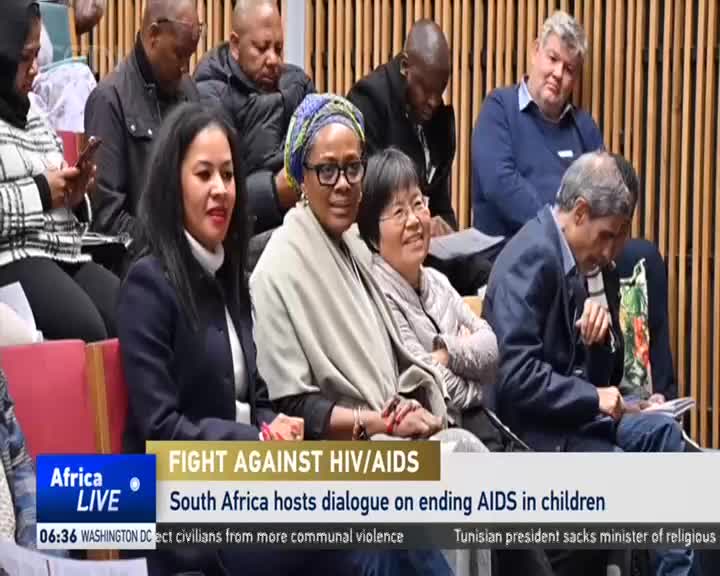 FIGHT AGAINST HIV/AIDS
Africa
LIVE
South Africa hosts dialogue on ending AIDS in children
06:36 WASHINGTON DC
ect civilians from more communal violence Tunisian president sacks minister of religious